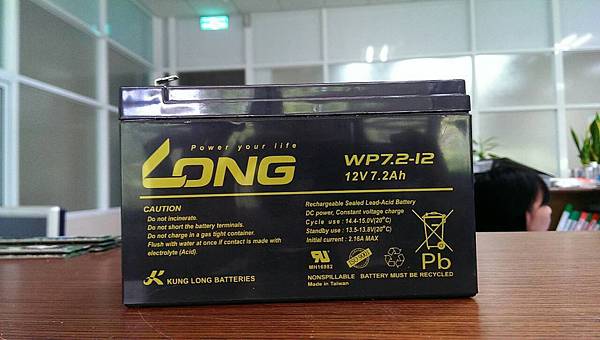 Power your life
LONG
WP7.2-12
12V 7.2Ah
CAUTION
Do not incinerate.
Do not short the battery terminals.
Do not charge in a gas tight container.
Flush with water at once if contact is made with
electrolyte (Acid).
KUNG LONG BATTERIES
Rechargeable Sealed Lead-Acid Battery
DC power, Constant voltage charge
Cycle use : 14.4-15.0V(20°C)
Standby use : 13.5-13.8V(20°C)
Initial current : 2.16A MAX
MH16982
ISO 9001
Pb
NONSPILLABLE BATTERY MUST BE RECYCLED
Made in Taiwan